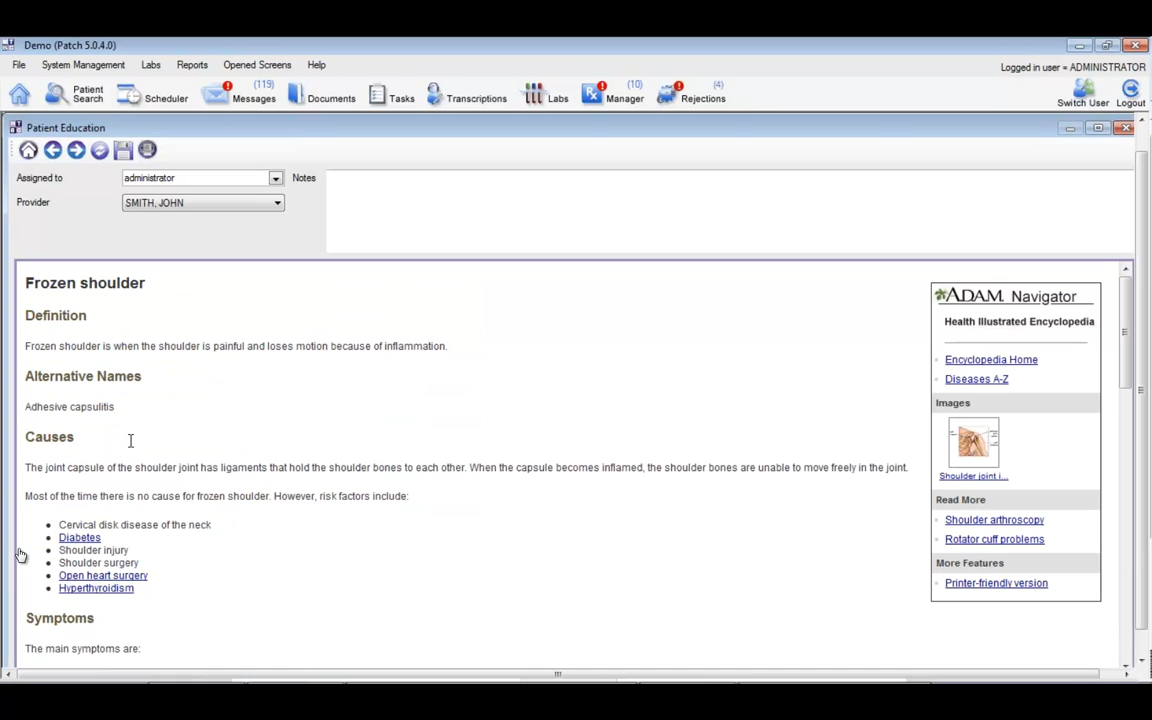 Demo (Patch 5.0.4.0)
File System Management Labs Reports Opened Screens Help
Logged in user = ADMINISTRATOR
Patient Search
Scheduler
(119)
Messages
Documents
Tasks
Transcriptions
Labs
(10)
Manager
(4)
Rejections
Switch User
Logout
Patient Education
Assigned to administrator Notes
Provider SMITH, JOHN
Frozen shoulder
Definition
Frozen shoulder is when the shoulder is painful and loses motion because of inflammation.
Alternative Names
Adhesive capsulitis
Causes
The joint capsule of the shoulder joint has ligaments that hold the shoulder bones to each other. When the capsule becomes inflamed, the shoulder bones are unable to move freely in the joint.
Most of the time there is no cause for frozen shoulder. However, risk factors include:
Cervical disk disease of the neck
Diabetes
Shoulder injury
Shoulder surgery
Open heart surgery
Hyperthyroidism
Symptoms
The main symptoms are:
ADAM. Navigator
Health Illustrated Encyclopedia
Encyclopedia Home
Diseases A-Z
Images
Shoulder joint i...
Read More
Shoulder arthroscopy
Rotator cuff problems
More Features
Printer-friendly version